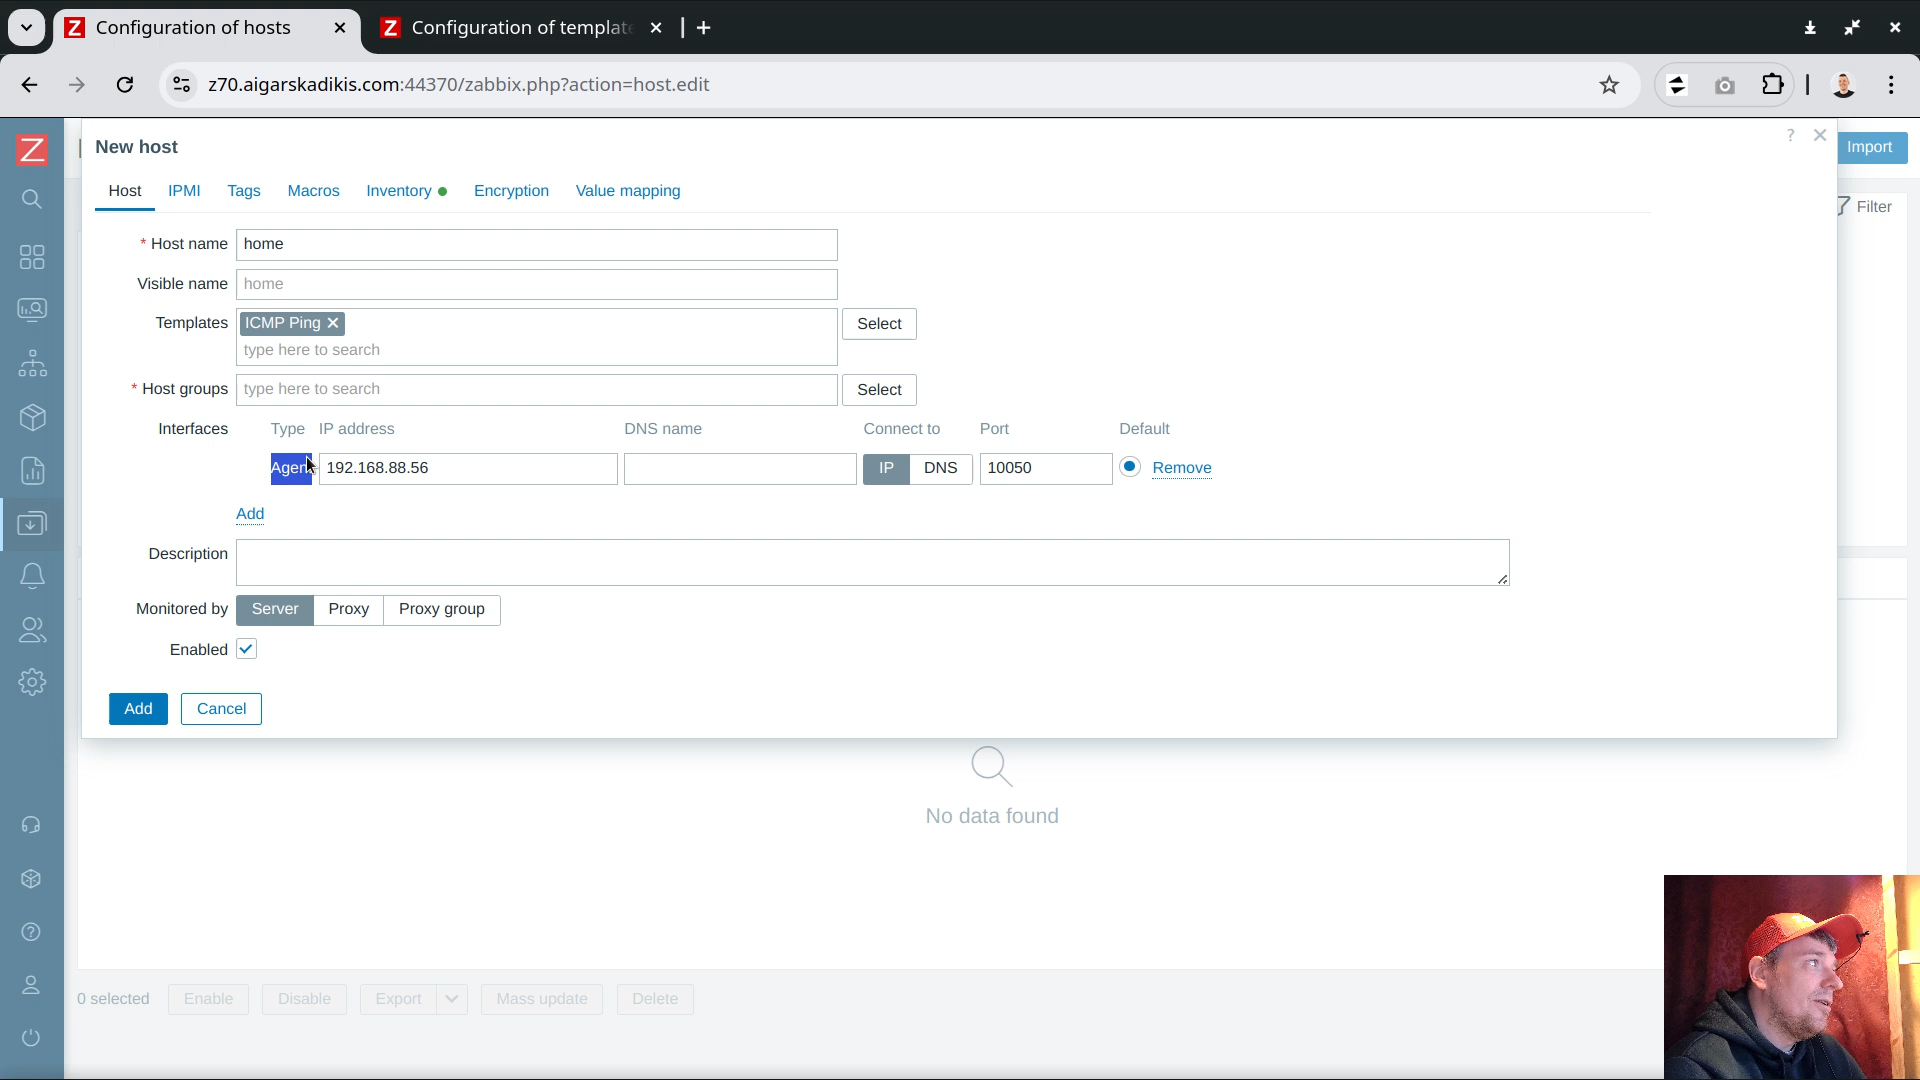 Configuration of hosts
Configuration of templat
z70.aigarskadikis.com:44370/zabbix.php?action=host.edit
Z
New host
?
Import
Host IPMI Tags Macros Inventory Encryption Value mapping
Filter
* Host name home
Visible name home
Templates ICMP Ping Select
type here to search
* Host groups type here to search Select
Interfaces Type IP address DNS name Connect to Port Default
Agen 192.168.88.56 IP DNS 10050 Remove
Add
Description
Monitored by Server Proxy Proxy group
Enabled
Add Cancel
No data found
0 selected Enable Disable Export Mass update Delete